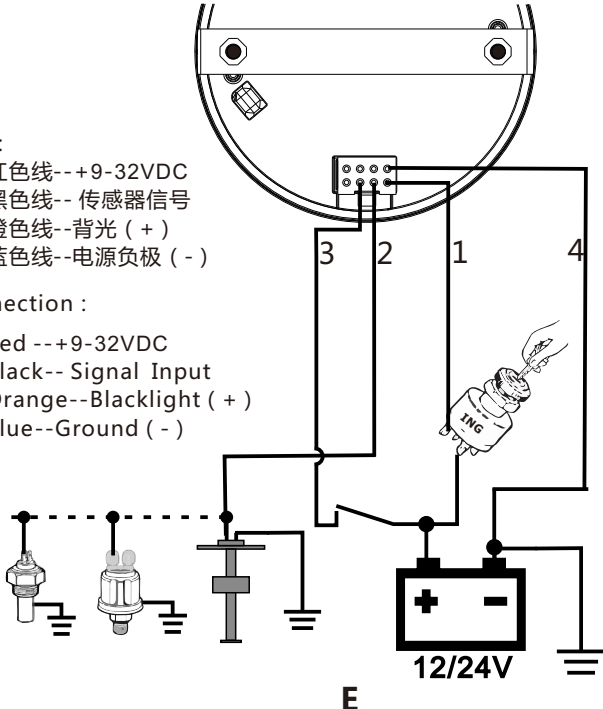 :
红色线--+9-32VDC
黑色线-- 传感器信号
橙色线--背光 ( + )
蓝色线--电源负极 ( - )
nection :
ed --+9-32VDC
lack-- Signal Input
Orange--Blacklight ( + )
lue--Ground ( - )
3 2 1 4
ING
12/24V
E